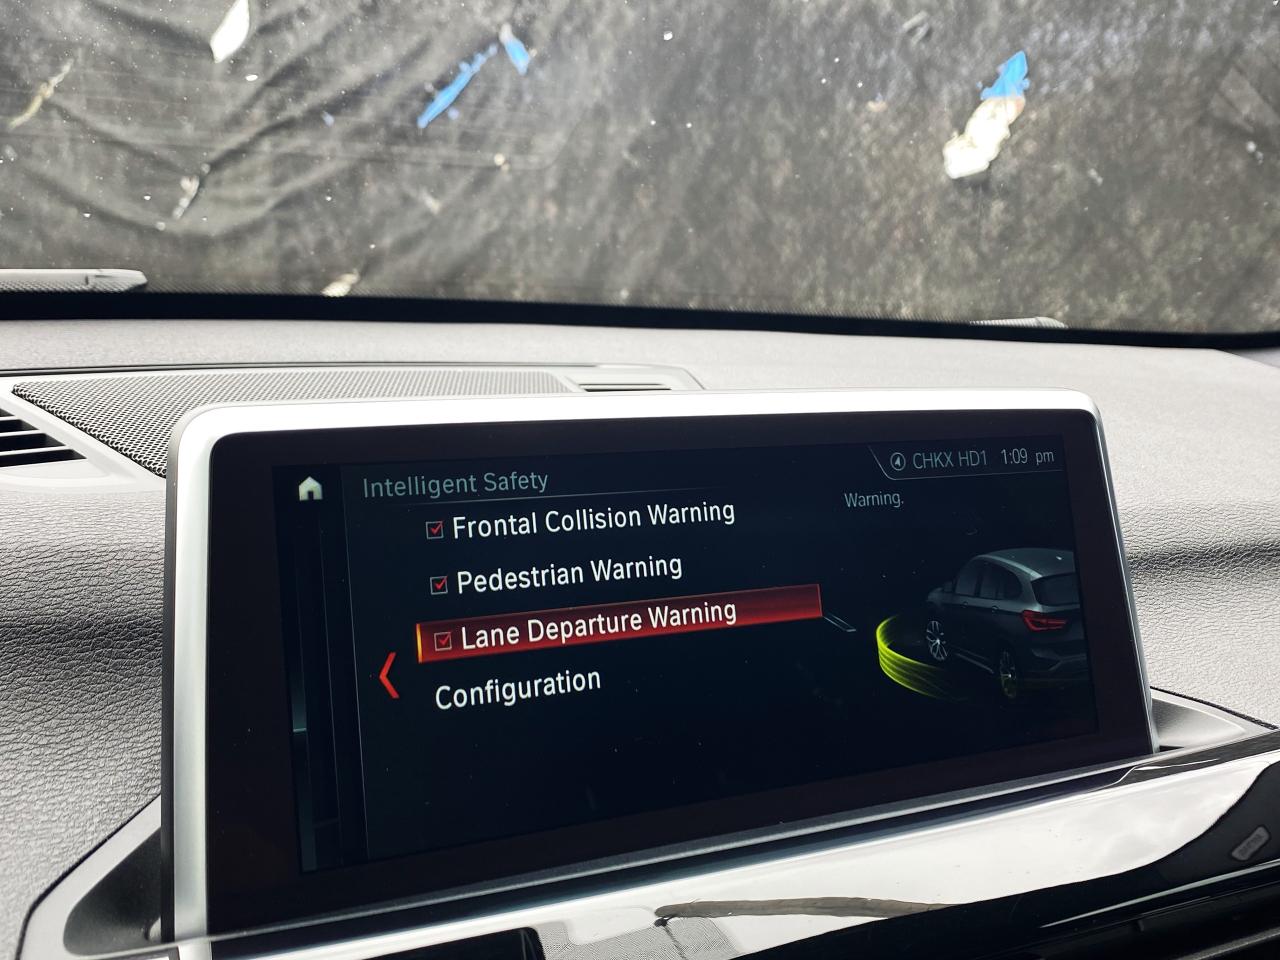 Intelligent Safety
CHKX HD1 1:09 pm
Frontal Collision Warning
Warning.
Pedestrian Warning
Lane Departure Warning
Configuration